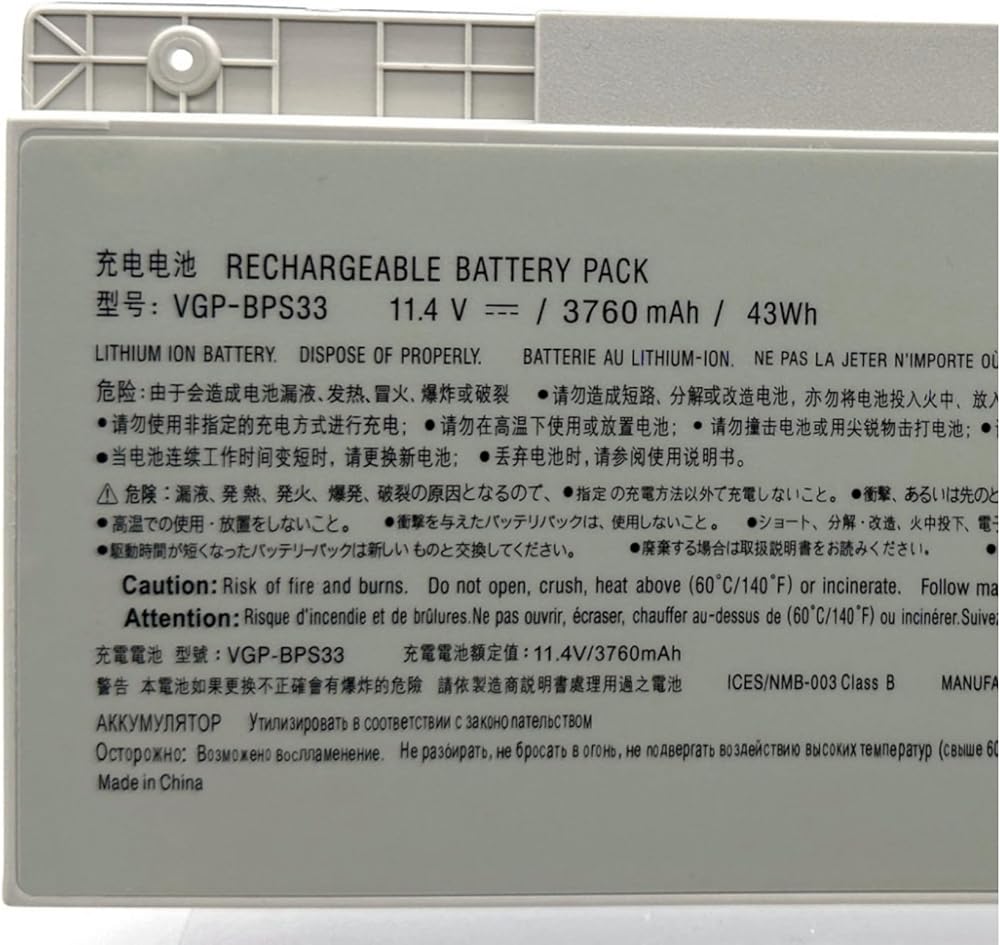 充电电池 RECHARGEABLE BATTERY PACK
型号: VGP-BPS33 11.4 V ⎓ / 3760 mAh / 43Wh
LITHIUM ION BATTERY. DISPOSE OF PROPERLY. BATTERIE AU LITHIUM-ION. NE PAS LA JETER N'IMPORTE OÙ
危险:由于会造成电池漏液、发热、冒火、爆炸或破裂 ●请勿造成短路、分解或改造电池, 亦勿将电池投入火中, 放入
●请勿使用非指定的充电方式进行充电; ●请勿在高温下使用或放置电池; ●请勿撞击电池或用尖锐物击打电池; ●
●当电池连续工作时间变短时, 请更换新电池; ●丢弃电池时,请参阅使用说明书。
⚠危険:漏液、発熱、発火、爆発、破裂の原因となるので、●指定の充電方法以外で充電しないこと。●衝撃、あるいは先のと
●高温での使用・放置をしないこと。 ●衝撃を与えたバッテリパックは、使用しないこと。 ●ショート、分解・改造、火中投下、電子
●駆動時間が短くなったバッテリーパックは新しいものと交換してください。 ●廃棄する場合は取扱説明書をお読みください。 ●
Caution: Risk of fire and burns. Do not open, crush, heat above (60°C/140°F) or incinerate. Follow ma
Attention: Risque d'incendie et de brûlures.Ne pas ouvrir, écraser, chauffer au-dessus de (60°C/140°F) ou incinérer.Suivez
充電電池 型號:VGP-BPS33 充電電池額定值:11.4V/3760mAh
警告 本電池如果更換不正確會有爆炸的危險 請依製造商説明書處理用過之電池 ICES/NMB-003 Class B MANUFA
АККУМУЛЯТОР Утилизировать в соответствии с законо пательством
Осторожно: Возможено воспламенение. Не разбирать, не бросать в огонь, не подвергать воздействию высоких температур (свыше 60
Made in China